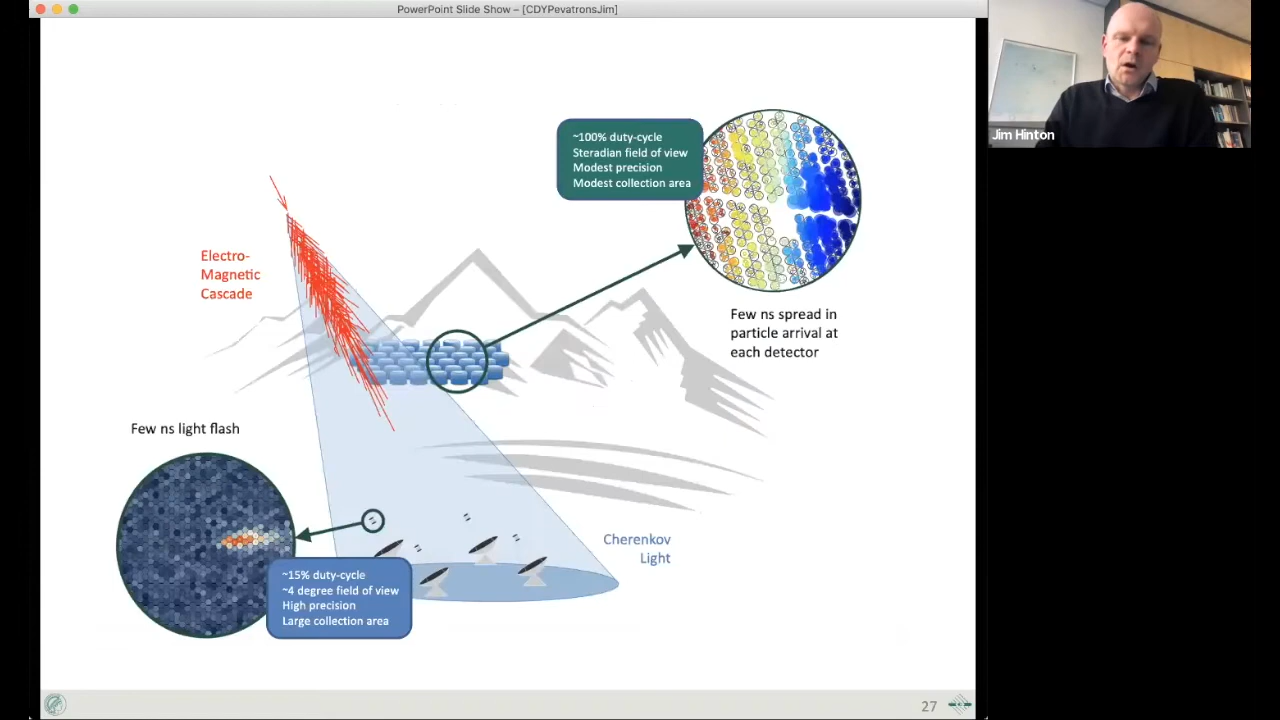 PowerPoint Slide Show – [CDYPevatronsJim]
Jim Hinton
~100% duty-cycle
Steradian field of view
Modest precision
Modest collection area
Electro-
Magnetic
Cascade
Few ns spread in
particle arrival at
each detector
Few ns light flash
Cherenkov
Light
~15% duty-cycle
~4 degree field of view
High precision
Large collection area
27